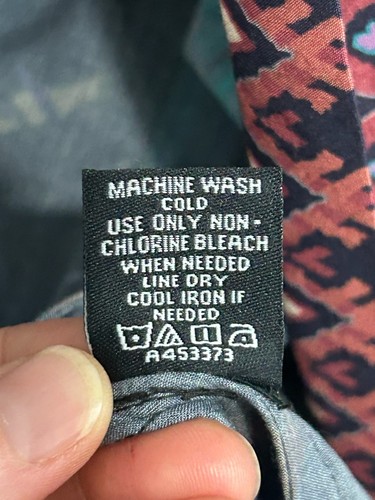 MACHINE WASH
COLD
USE ONLY NON-
CHLORINE BLEACH
WHEN NEEDED
LINE DRY
COOL IRON IF
NEEDED
A453373